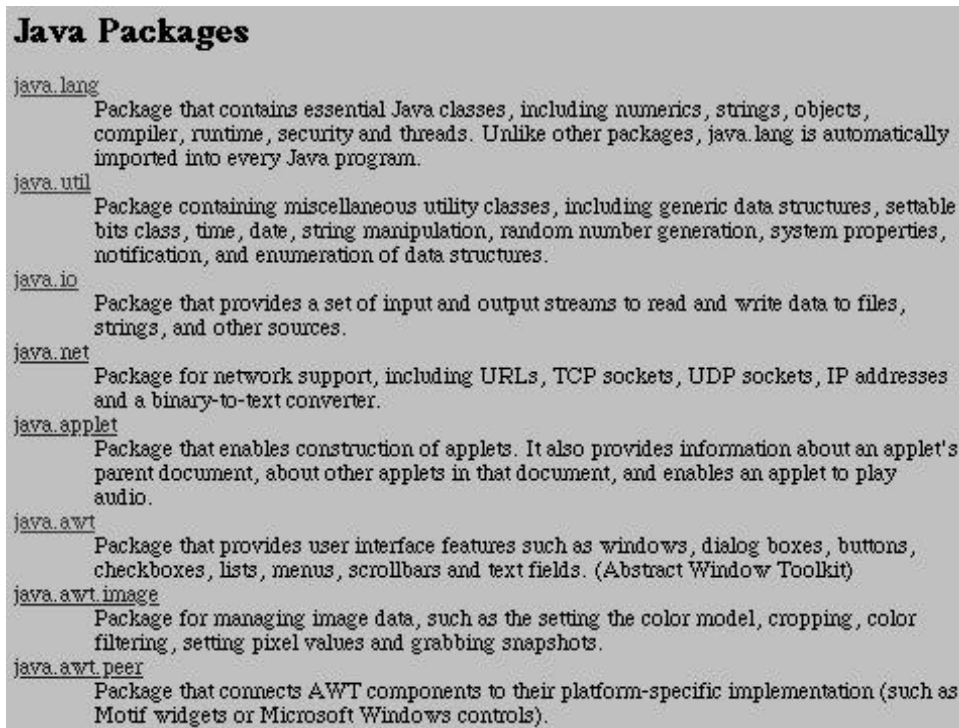 Java Packages
java.lang
Package that contains essential Java classes, including numerics, strings, objects,
compiler, runtime, security and threads. Unlike other packages, java.lang is automatically
imported into every Java program.
java.util
Package containing miscellaneous utility classes, including generic data structures, settable
bits class, time, date, string manipulation, random number generation, system properties,
notification, and enumeration of data structures.
java.io
Package that provides a set of input and output streams to read and write data to files,
strings, and other sources.
java.net
Package for network support, including URLs, TCP sockets, UDP sockets, IP addresses
and a binary-to-text converter.
java.applet
Package that enables construction of applets. It also provides information about an applet's
parent document, about other applets in that document, and enables an applet to play
audio.
java.awt
Package that provides user interface features such as windows, dialog boxes, buttons,
checkboxes, lists, menus, scrollbars and text fields. (Abstract Window Toolkit)
java.awt.image
Package for managing image data, such as the setting the color model, cropping, color
filtering, setting pixel values and grabbing snapshots.
java.awt.peer
Package that connects AWT components to their platform-specific implementation (such as
Motif widgets or Microsoft Windows controls).